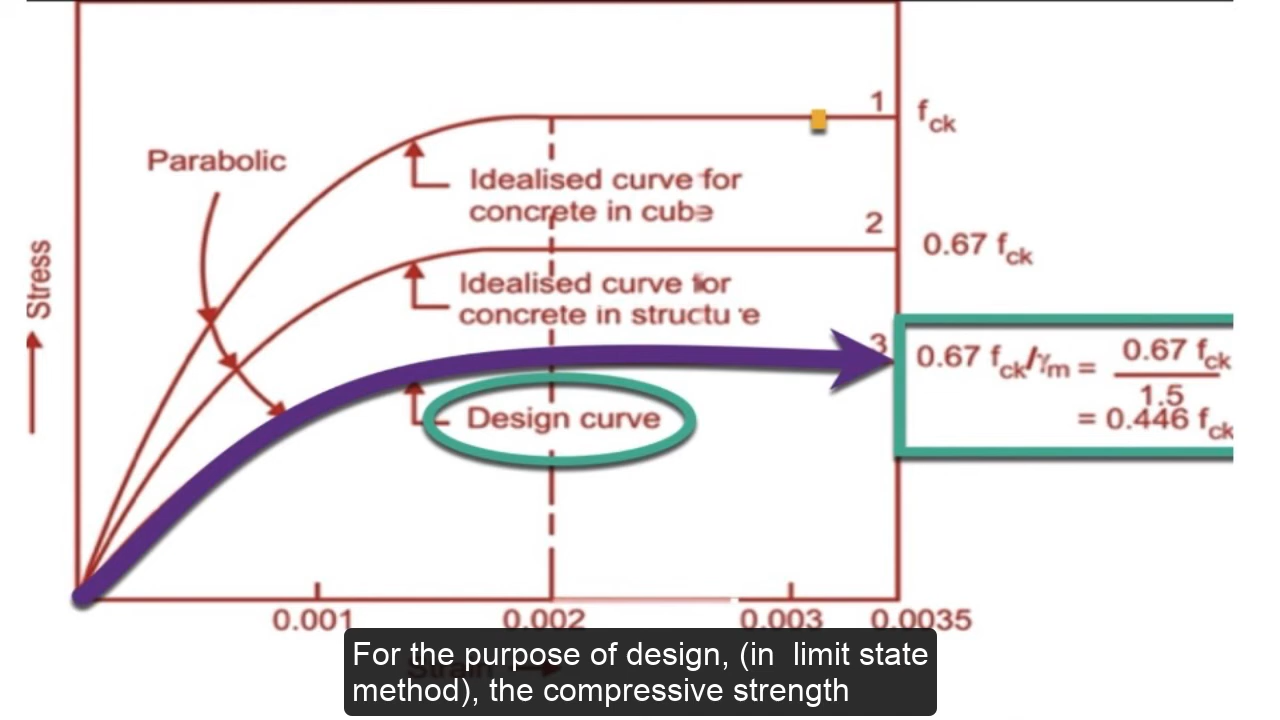 1
f_ck
Parabolic
Idealised curve for
concrete in cube
2
0.67 f_ck
Idealised curve for
concrete in structure
Stress
3
0.67 f_ck/γ_m = 0.67 f_ck
1.5
= 0.446 f_ck
Design curve
0.001 0.002 0.003 0.0035
Strain
For the purpose of design, (in limit state
method), the compressive strength